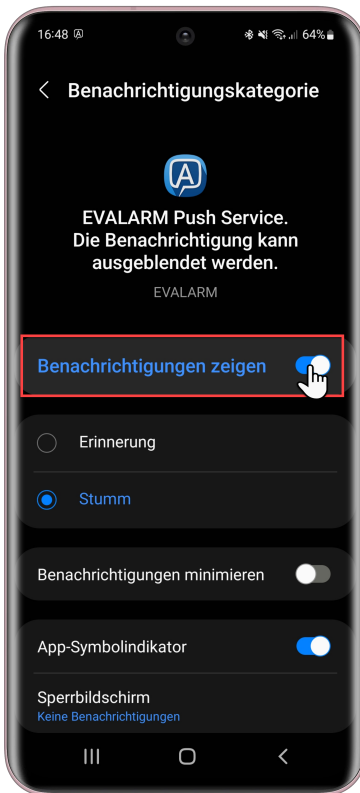 16:48 64%
Benachrichtigungskategorie
EVALARM Push Service.
Die Benachrichtigung kann
ausgeblendet werden.
EVALARM
Benachrichtigungen zeigen
Erinnerung
Stumm
Benachrichtigungen minimieren
App-Symbolindikator
Sperrbildschirm
Keine Benachrichtigungen